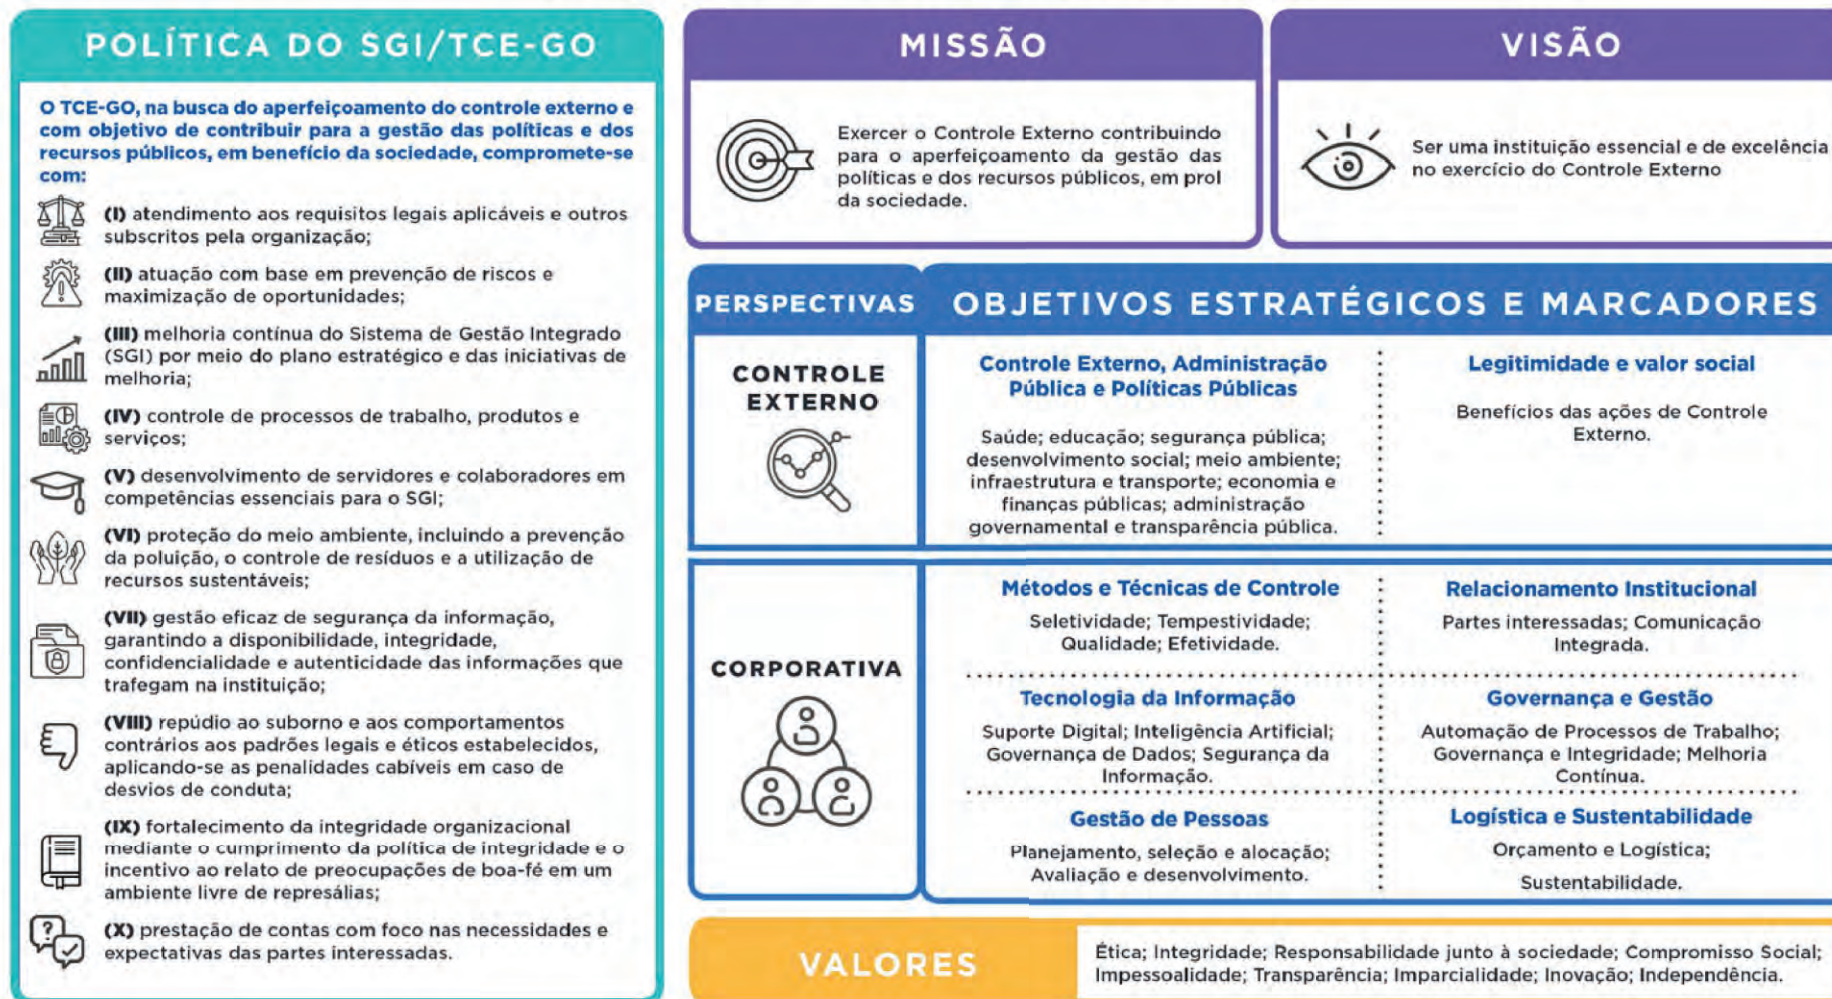 POLÍTICA DO SGI/TCE-GO
O TCE-GO, na busca do aperfeiçoamento do controle externo e
com objetivo de contribuir para a gestão das políticas e dos
recursos públicos, em benefício da sociedade, compromete-se
com:
(I) atendimento aos requisitos legais aplicáveis e outros
subscritos pela organização;
(II) atuação com base em prevenção de riscos e
maximização de oportunidades;
(III) melhoria contínua do Sistema de Gestão Integrado
(SGI) por meio do plano estratégico e das iniciativas de
melhoria;
(IV) controle de processos de trabalho, produtos e
serviços;
(V) desenvolvimento de servidores e colaboradores em
competências essenciais para o SGI;
(VI) proteção do meio ambiente, incluindo a prevenção
da poluição, o controle de resíduos e a utilização de
recursos sustentáveis;
(VII) gestão eficaz de segurança da informação,
garantindo a disponibilidade, integridade,
confidencialidade e autenticidade das informações que
trafegam na instituição;
(VIII) repúdio ao suborno e aos comportamentos
contrários aos padrões legais e éticos estabelecidos,
aplicando-se as penalidades cabíveis em caso de
desvios de conduta;
(IX) fortalecimento da integridade organizacional
mediante o cumprimento da política de integridade e o
incentivo ao relato de preocupações de boa-fé em um
ambiente livre de represálias;
(X) prestação de contas com foco nas necessidades e
expectativas das partes interessadas.
MISSÃO
Exercer o Controle Externo contribuindo
para o aperfeiçoamento da gestão das
políticas e dos recursos públicos, em prol
da sociedade.
VISÃO
Ser uma instituição essencial e de excelência
no exercício do Controle Externo
PERSPECTIVAS
OBJETIVOS ESTRATÉGICOS E MARCADORES
CONTROLE
EXTERNO
Controle Externo, Administração
Pública e Políticas Públicas
Saúde; educação; segurança pública;
desenvolvimento social; meio ambiente;
infraestrutura e transporte; economia e
finanças públicas; administração
governamental e transparência pública.
Legitimidade e valor social
Benefícios das ações de Controle
Externo.
CORPORATIVA
Métodos e Técnicas de Controle
Seletividade; Tempestividade;
Qualidade; Efetividade.
Relacionamento Institucional
Partes interessadas; Comunicação
Integrada.
Tecnologia da Informação
Suporte Digital; Inteligência Artificial;
Governança de Dados; Segurança da
Informação.
Governança e Gestão
Automação de Processos de Trabalho;
Governança e Integridade; Melhoria
Contínua.
Gestão de Pessoas
Planejamento, seleção e alocação;
Avaliação e desenvolvimento.
Logística e Sustentabilidade
Orçamento e Logística;
Sustentabilidade.
VALORES
Ética; Integridade; Responsabilidade junto à sociedade; Compromisso Social;
Impessoalidade; Transparência; Imparcialidade; Inovação; Independência.